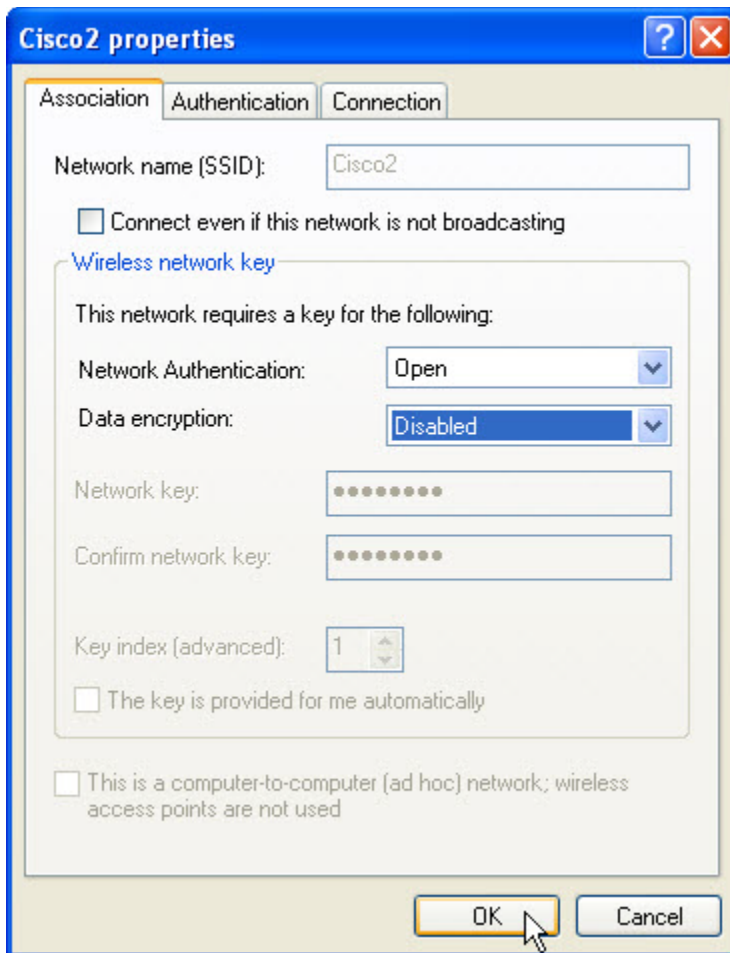 Cisco2 properties
Association
Authentication
Connection
Network name (SSID):
Cisco2
Connect even if this network is not broadcasting
Wireless network key
This network requires a key for the following:
Network Authentication:
Open
Data encryption:
Disabled
Network key:
••••••••
Confirm network key:
••••••••
Key index (advanced):
1
The key is provided for me automatically
This is a computer-to-computer (ad hoc) network; wireless
access points are not used
OK
Cancel